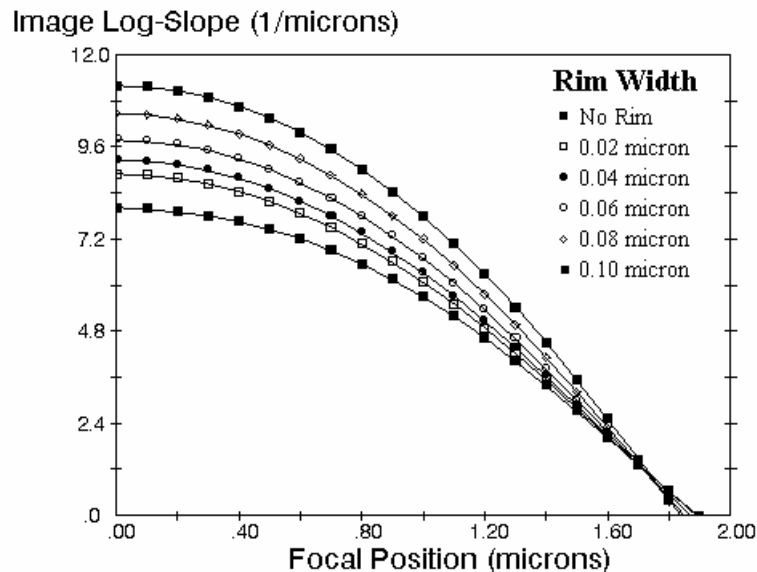 Image Log-Slope (1/microns)
12.0
9.6
7.2
4.8
2.4
.0
Rim Width
No Rim
0.02 micron
0.04 micron
0.06 micron
0.08 micron
0.10 micron
.00 .40 .80 1.20 1.60 2.00
Focal Position (microns)